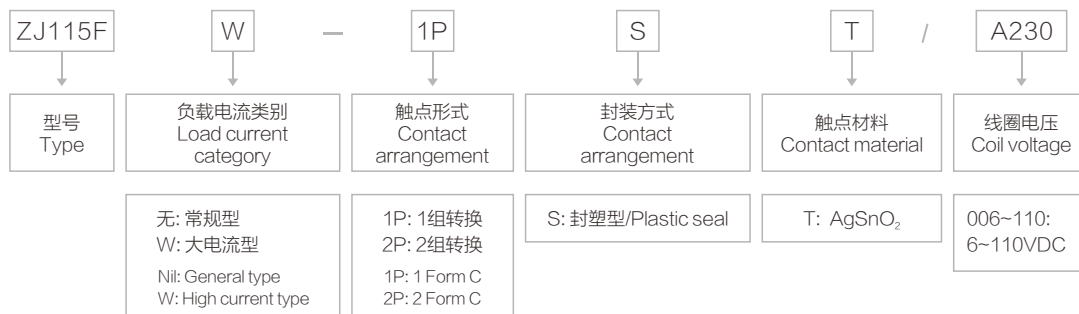 ZJ115F W — 1P S T / A230
型号
Type
负载电流类别
Load current
category
触点形式
Contact
arrangement
封装方式
Contact
arrangement
触点材料
Contact material
线圈电压
Coil voltage
无: 常规型
W: 大电流型
Nil: General type
W: High current type
1P: 1组转换
2P: 2组转换
1P: 1 Form C
2P: 2 Form C
S: 封塑型/Plastic seal
T: AgSnO₂
006~110:
6~110VDC